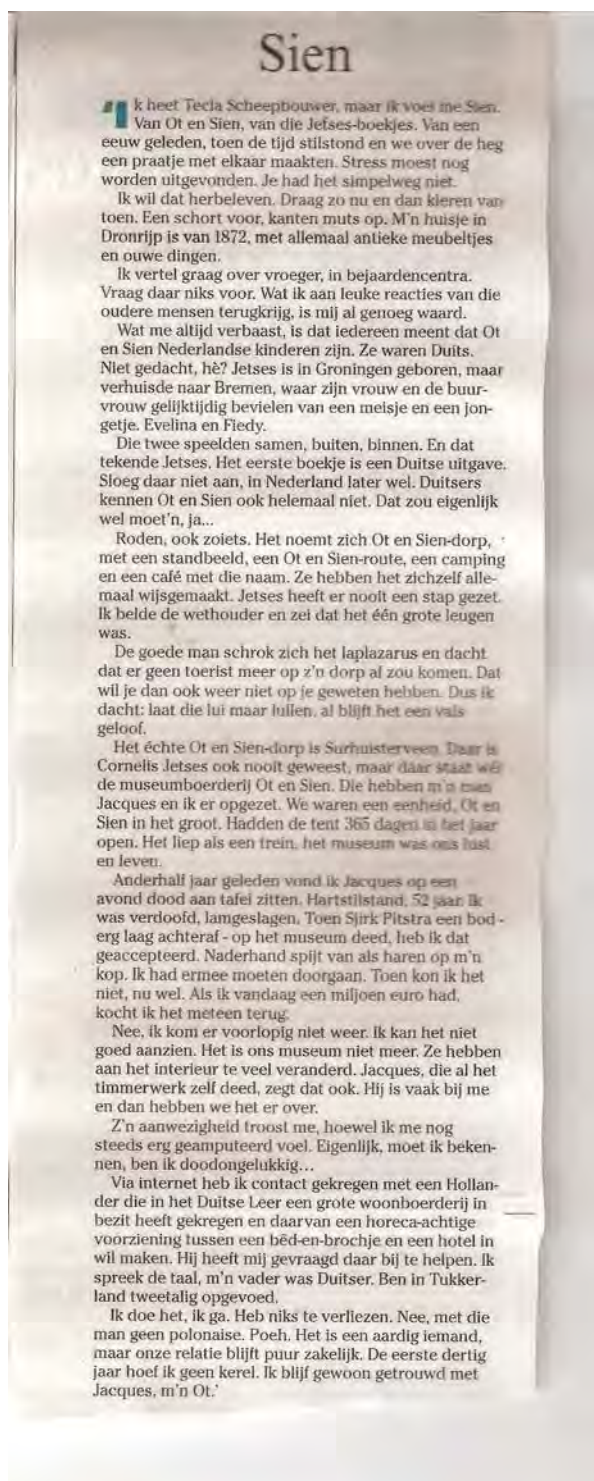 Sien
'Ik heet Tecla Scheepbouwer, maar ik voel me Sien.
Van Ot en Sien, van die Jetses-boekjes. Van een
eeuw geleden, toen de tijd stilstond en we over de heg
een praatje met elkaar maakten. Stress moest nog
worden uitgevonden. Je had het simpelweg niet.
Ik wil dat herbeleven. Draag zo nu en dan kleren van
toen. Een schort voor, kanten muts op. M'n huisje in
Dronrijp is van 1872, met allemaal antieke meubeltjes
en ouwe dingen.
Ik vertel graag over vroeger, in bejaardencentra.
Vraag daar niks voor. Wat ik aan leuke reacties van die
oudere mensen terugkrijg, is mij al genoeg waard.
Wat me altijd verbaast, is dat iedereen meent dat Ot
en Sien Nederlandse kinderen zijn. Ze waren Duits.
Niet gedacht, hè? Jetses is in Groningen geboren, maar
verhuisde naar Bremen, waar zijn vrouw en de buur-
vrouw gelijktijdig bevielen van een meisje en een jon-
getje. Evelina en Fiedy.
Die twee speelden samen, buiten, binnen. En dat
tekende Jetses. Het eerste boekje is een Duitse uitgave.
Sloeg daar niet aan, in Nederland later wel. Duitsers
kennen Ot en Sien ook helemaal niet. Dat zou eigenlijk
wel moet'n, ja...
Roden, ook zoiets. Het noemt zich Ot en Sien-dorp,
met een standbeeld, een Ot en Sien-route, een camping
en een café met die naam. Ze hebben het zichzelf alle-
maal wijsgemaakt. Jetses heeft er nooit een stap gezet.
Ik belde de wethouder en zei dat het één grote leugen
was.
De goede man schrok zich het laplazarus en dacht
dat er geen toerist meer op z'n dorp af zou komen. Dat
wil je dan ook weer niet op je geweten hebben. Dus ik
dacht: laat die lui maar lullen, al blijft het een vals
geloof.
Het échte Ot en Sien-dorp is Surhuisterveen. Daar is
Cornelis Jetses ook nooit geweest, maar daar staat wél
de museumboerderij Ot en Sien. Die hebben m'n man
Jacques en ik er opgezet. We waren een eenheid, Ot en
Sien in het groot. Hadden de tent 365 dagen in het jaar
open. Het liep als een trein, het museum was ons lust
en leven.
Anderhalf jaar geleden vond ik Jacques op een
avond dood aan tafel zitten. Hartstilstand, 52 jaar. Ik
was verdoofd, lamgeslagen. Toen Sjirk Pitstra een bod -
erg laag achteraf - op het museum deed, heb ik dat
geaccepteerd. Naderhand spijt van als haren op m'n
kop. Ik had ermee moeten doorgaan. Toen kon ik het
niet, nu wel. Als ik vandaag een miljoen euro had,
kocht ik het meteen terug.
Nee, ik kom er voorlopig niet weer. Ik kan het niet
goed aanzien. Het is ons museum niet meer. Ze hebben
aan het interieur te veel veranderd. Jacques, die al het
timmerwerk zelf deed, zegt dat ook. Hij is vaak bij me
en dan hebben we het er over.
Z'n aanwezigheid troost me, hoewel ik me nog
steeds erg geamputeerd voel. Eigenlijk, moet ik beken-
nen, ben ik doodongelukkig...
Via internet heb ik contact gekregen met een Hollan-
der die in het Duitse Leer een grote woonboerderij in
bezit heeft gekregen en daarvan een horeca-achtige
voorziening tussen een bêd-en-brochje en een hotel in
wil maken. Hij heeft mij gevraagd daar bij te helpen. Ik
spreek de taal, m'n vader was Duitser. Ben in Tukker-
land tweetalig opgevoed.
Ik doe het, ik ga. Heb niks te verliezen. Nee, met die
man geen polonaise. Poeh. Het is een aardig iemand,
maar onze relatie blijft puur zakelijk. De eerste dertig
jaar hoef ik geen kerel. Ik blijf gewoon getrouwd met
Jacques, m'n Ot.'